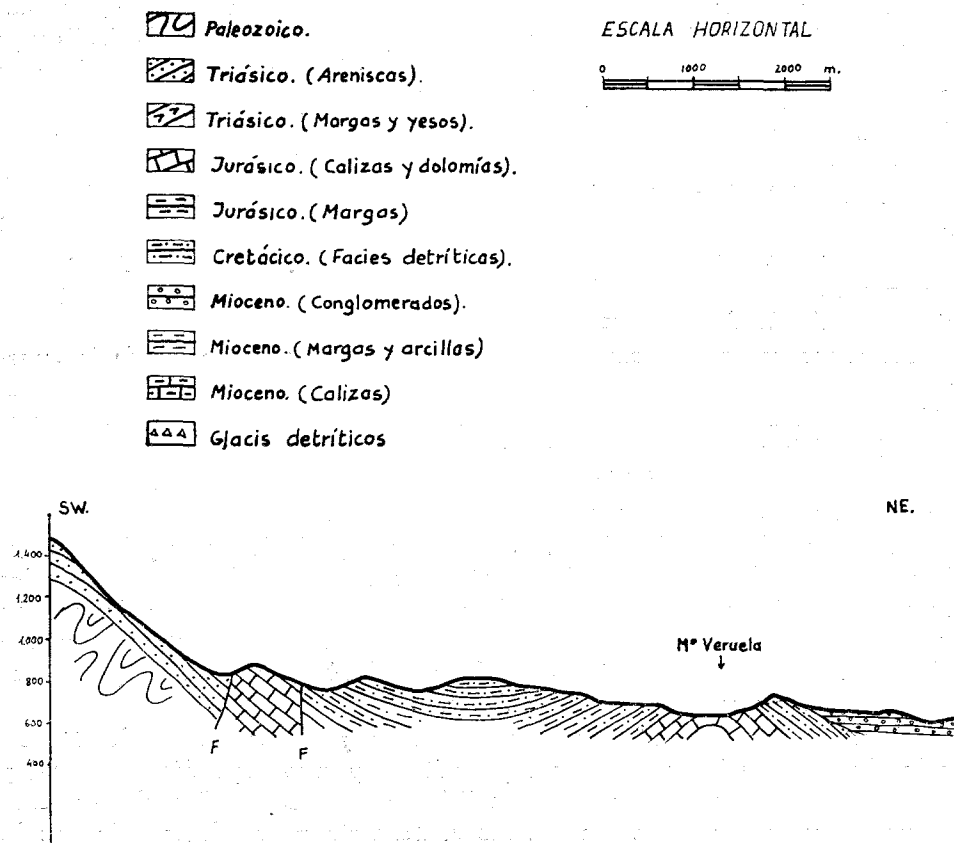 Paleozoico.
Triásico. (Areniscas).
Triásico. (Margas y yesos).
Jurásico. (Calizas y dolomías).
Jurásico. (Margas)
Cretácico. (Facies detríticas).
Mioceno. (Conglomerados).
Mioceno. (Margas y arcillas)
Mioceno. (Calizas)
Glacis detríticos
ESCALA HORIZONTAL
0 1000 2000 m.
SW. NE.
1.400
1.200
1.000
800
600
400
Mº Veruela
F F